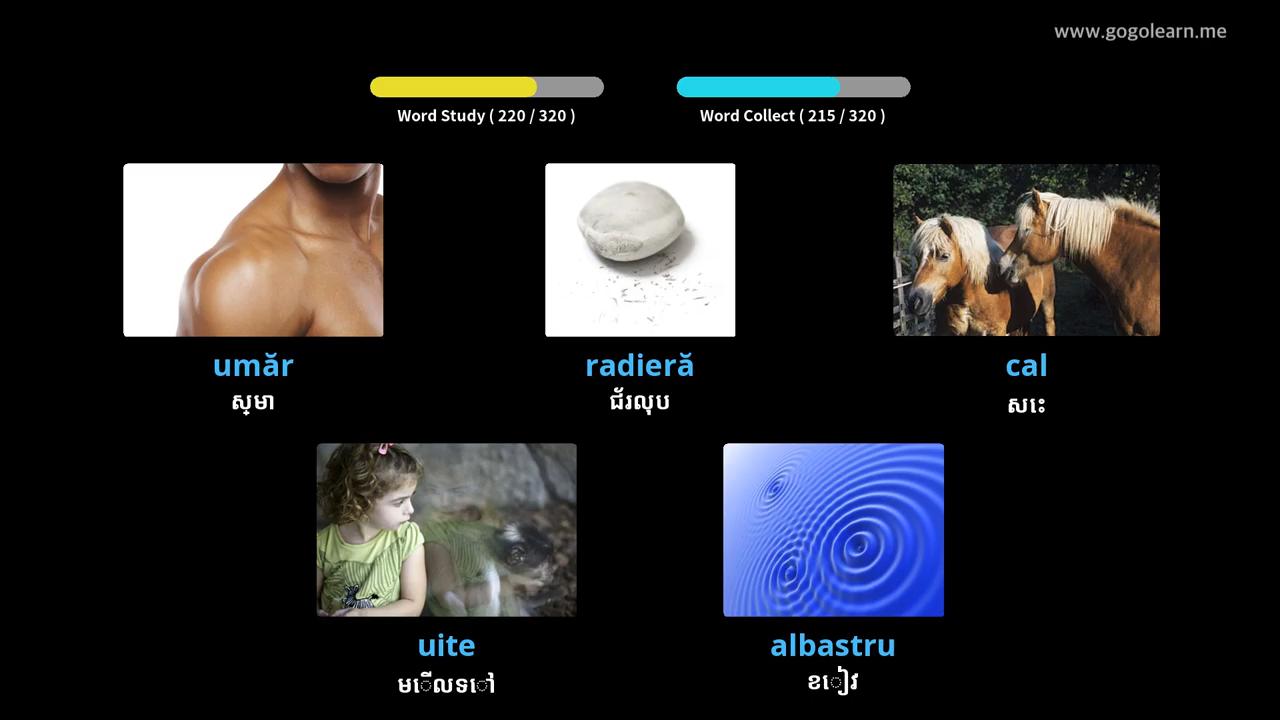 www.gogolearn.me
Word Study ( 220 / 320 )
Word Collect ( 215 / 320 )
umăr
ស្មា
radieră
ជ័រលុប
cal
សេះ
uite
មើលទៅ
albastru
ខៀវ